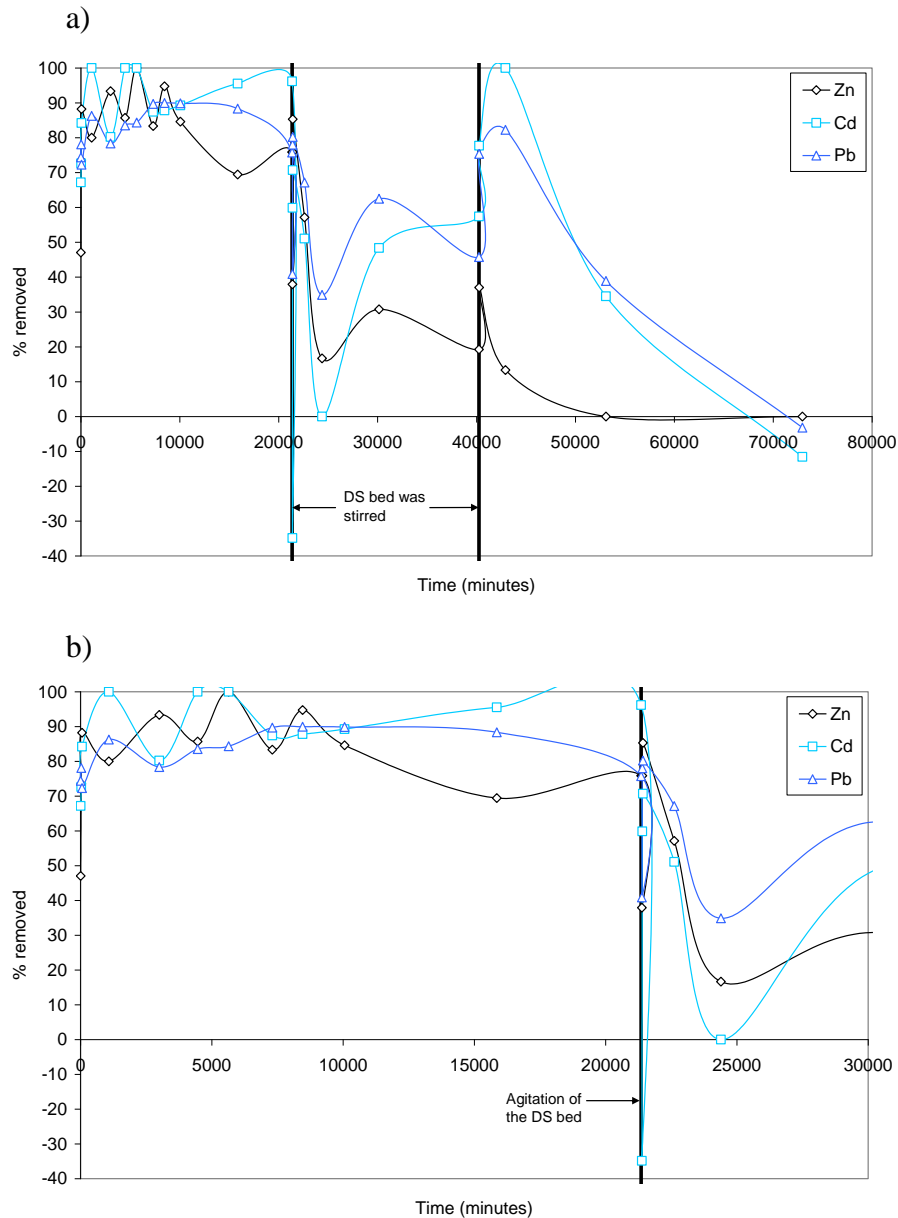 a)
100
90
80
70
60
50
40
30
20
10
0
-10
-20
-30
-40
% removed
0 10000 20000 30000 40000 50000 60000 70000 80000
Zn
Cd
Pb
DS bed was
stirred
Time (minutes)
b)
100
90
80
70
60
50
40
30
20
10
0
-10
-20
-30
-40
% removed
0 5000 10000 15000 20000 25000 30000
Zn
Cd
Pb
Agitation of
the DS bed
Time (minutes)